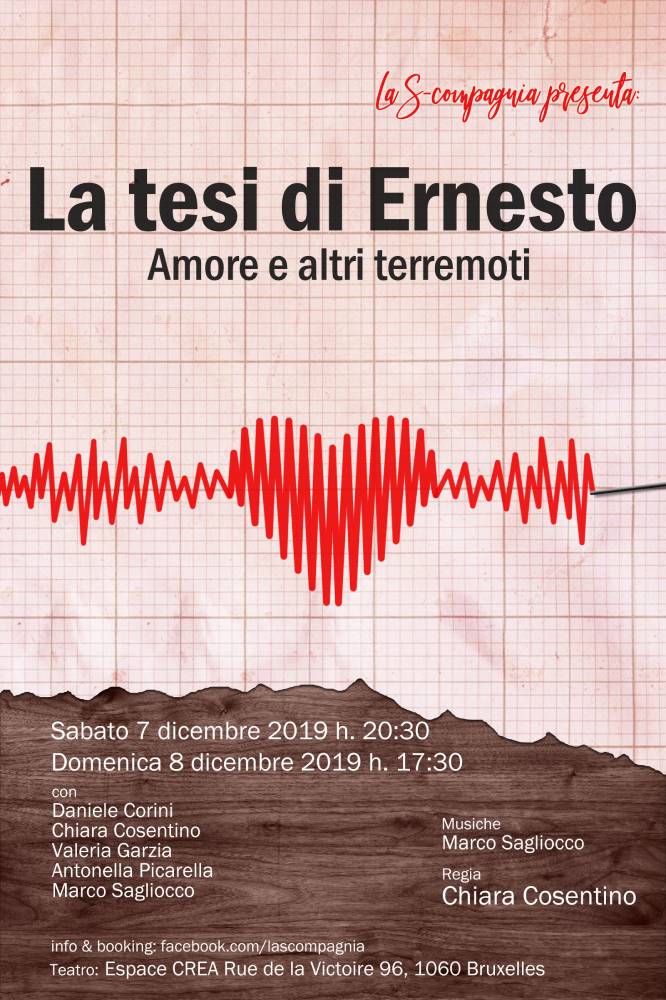 La S-compagnia presenta:
La tesi di Ernesto
Amore e altri terremoti
Sabato 7 dicembre 2019 h. 20:30
Domenica 8 dicembre 2019 h. 17:30
con
Daniele Corini
Chiara Cosentino
Valeria Garzia
Antonella Picarella
Marco Sagliocco
Musiche
Marco Sagliocco
Regia
Chiara Cosentino
info & booking: facebook.com/lascompagnia
Teatro: Espace CREA Rue de la Victoire 96, 1060 Bruxelles